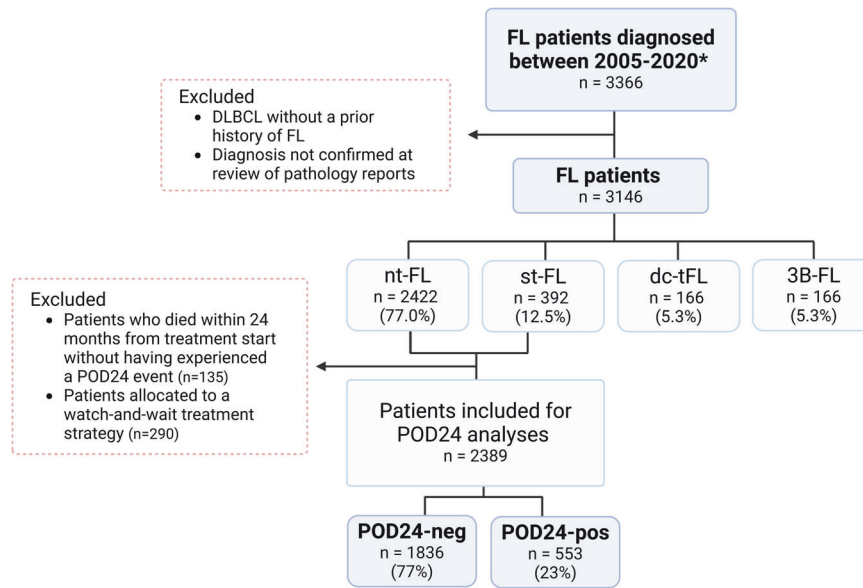 FL patients diagnosed
between 2005-2020*
n = 3366
Excluded
• DLBCL without a prior
history of FL
• Diagnosis not confirmed at
review of pathology reports
FL patients
n = 3146
nt-FL
n = 2422
(77.0%)
st-FL
n = 392
(12.5%)
dc-tFL
n = 166
(5.3%)
3B-FL
n = 166
(5.3%)
Excluded
• Patients who died within 24
months from treatment start
without having experienced
a POD24 event (n=135)
• Patients allocated to a
watch-and-wait treatment
strategy (n=290)
Patients included for
POD24 analyses
n = 2389
POD24-neg
n = 1836
(77%)
POD24-pos
n = 553
(23%)